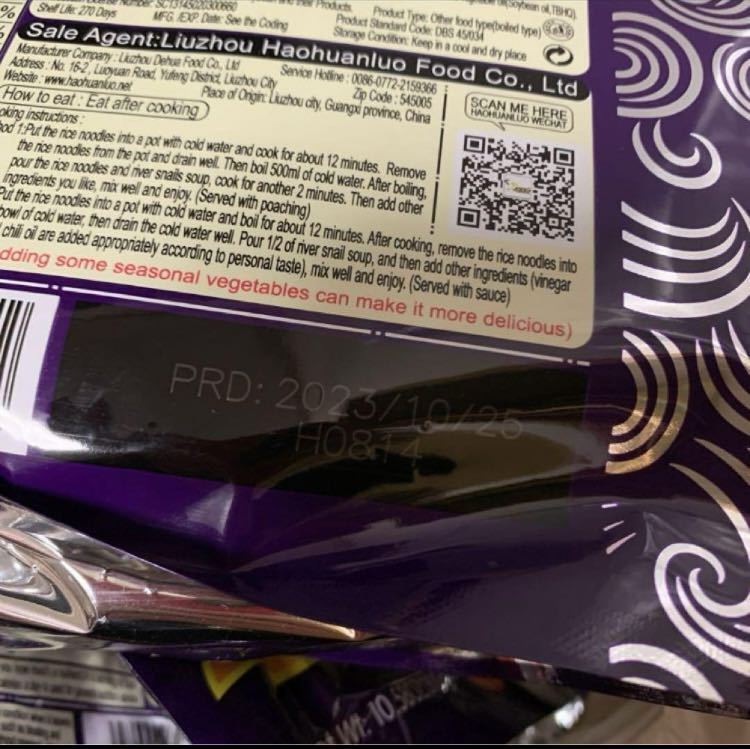 SC13145020300660 their Products. oil(Soybean oil,TBHQ).
Shelf Life: 270 Days Product Type: Other food type(boiled type)
MFG./EXP. Date: See the Coding Product Standard Code: DBS 45/034
Storage Condition: Keep in a cool and dry place
Sale Agent:Liuzhou Haohuanluo Food Co., Ltd
Manufacturer Company: Liuzhou Dehua Food Co., Ltd Service Hotline: 0086-0772-2159366
Address: No. 16-2, Luoyuan Road, Yufeng District, Liuzhou City Zip Code: 545005
Website: www.haohuanluo.net Place of Origin: Liuzhou city, Guangxi province, China
SCAN ME HERE
HAOHUANLUO WECHAT
How to eat: Eat after cooking
oking instructions:
od 1:Put the rice noodles into a pot with cold water and cook for about 12 minutes. Remove
the rice noodles from the pot and drain well. Then boil 500ml of cold water. After boiling,
pour the rice noodles and river snails soup, cook for another 2 minutes. Then add other
ingredients you like, mix well and enjoy. (Served with poaching)
Put the rice noodles into a pot with cold water and boil for about 12 minutes. After cooking, remove the rice noodles into
bowl of cold water, then drain the cold water well. Pour 1/2 of river snail soup, and then add other ingredients (vinegar
chili oil are added appropriately according to personal taste), mix well and enjoy. (Served with sauce)
dding some seasonal vegetables can make it more delicious)
PRD: 2023/10/25
H0814
Wt: 10.